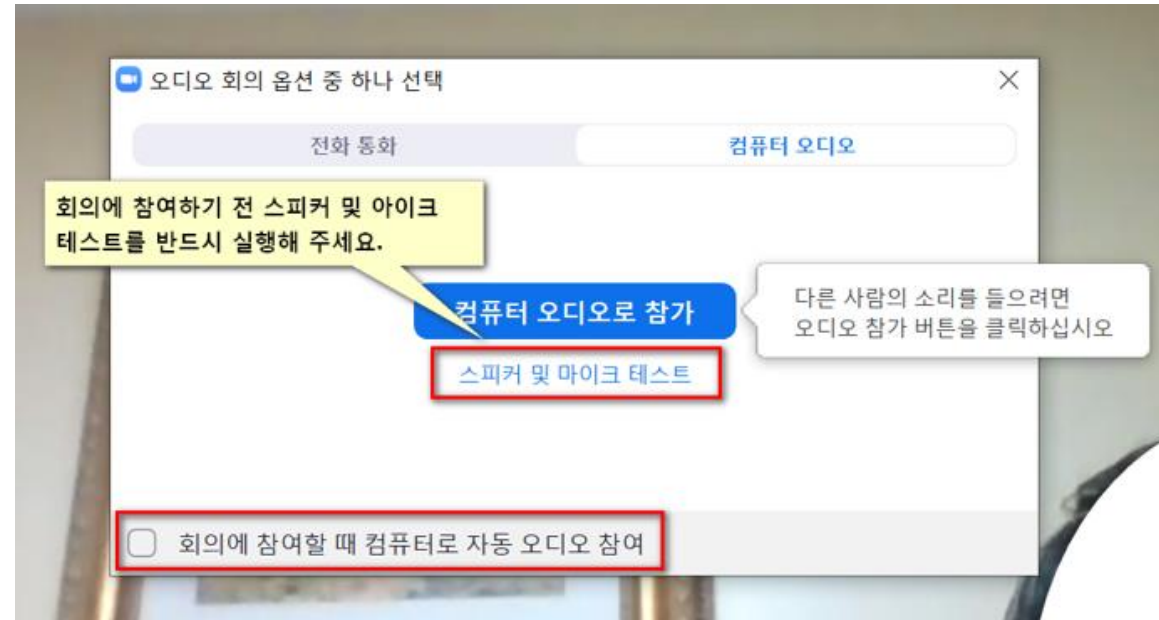 오디오 회의 옵션 중 하나 선택
전화 통화
컴퓨터 오디오
회의에 참여하기 전 스피커 및 아이크
테스트를 반드시 실행해 주세요.
컴퓨터 오디오로 참가
다른 사람의 소리를 들으려면
오디오 참가 버튼을 클릭하십시오
스피커 및 마이크 테스트
회의에 참여할 때 컴퓨터로 자동 오디오 참여